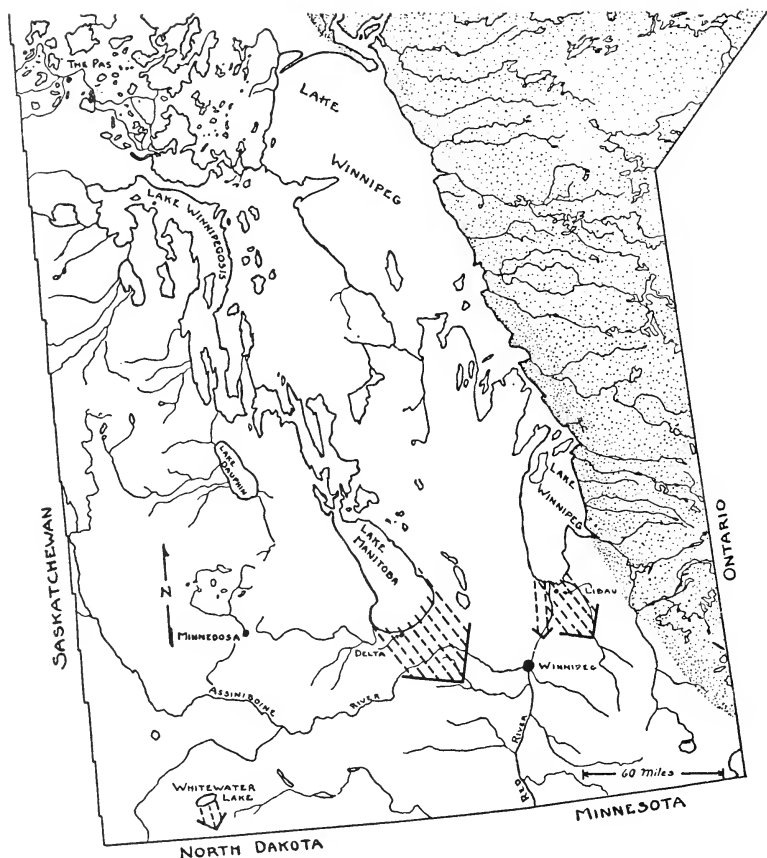 THE PAS
LAKE
WINNIPEG
LAKE WINNIPEGOSIS
LAKE
DAUPHIN
LAKE
WINNIPEG
LAKE
MANITOBA
SASKATCHEWAN
ONTARIO
N
LIBAU
MINNEDOSA
DELTA
WINNIPEG
ASSINIBOINE
RIVER
RED
RIVER
60 MILES
WHITEWATER
LAKE
MINNESOTA
NORTH DAKOTA